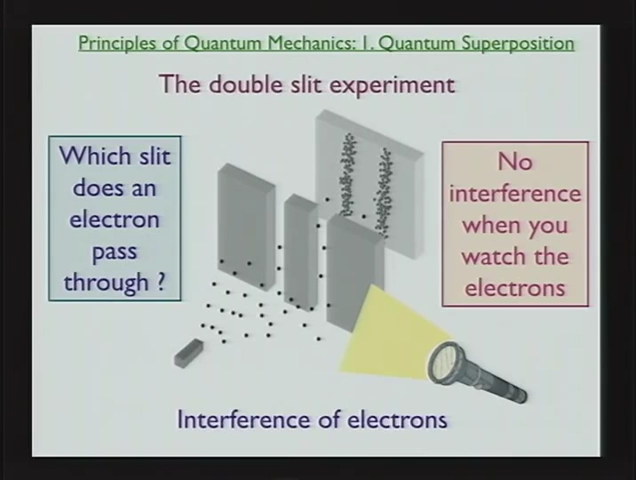 Principles of Quantum Mechanics: 1. Quantum Superposition
The double slit experiment
Which slit
does an
electron
pass
through ?
No
interference
when you
watch the
electrons
Interference of electrons